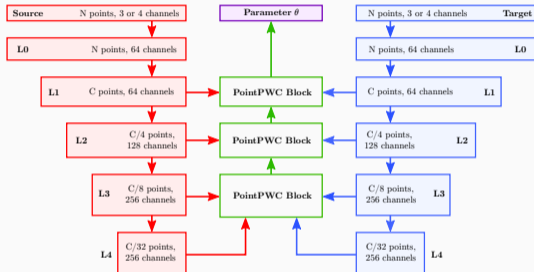 Source N points, 3 or 4 channels
Parameter θ
N points, 3 or 4 channels Target
L0 N points, 64 channels
N points, 64 channels L0
L1 C points, 64 channels
PointPWC Block
C points, 64 channels L1
L2 C/4 points,
128 channels
PointPWC Block
C/4 points, L2
128 channels
L3 C/8 points,
256 channels
PointPWC Block
C/8 points, L3
256 channels
L4 C/32 points,
256 channels
C/32 points, L4
256 channels